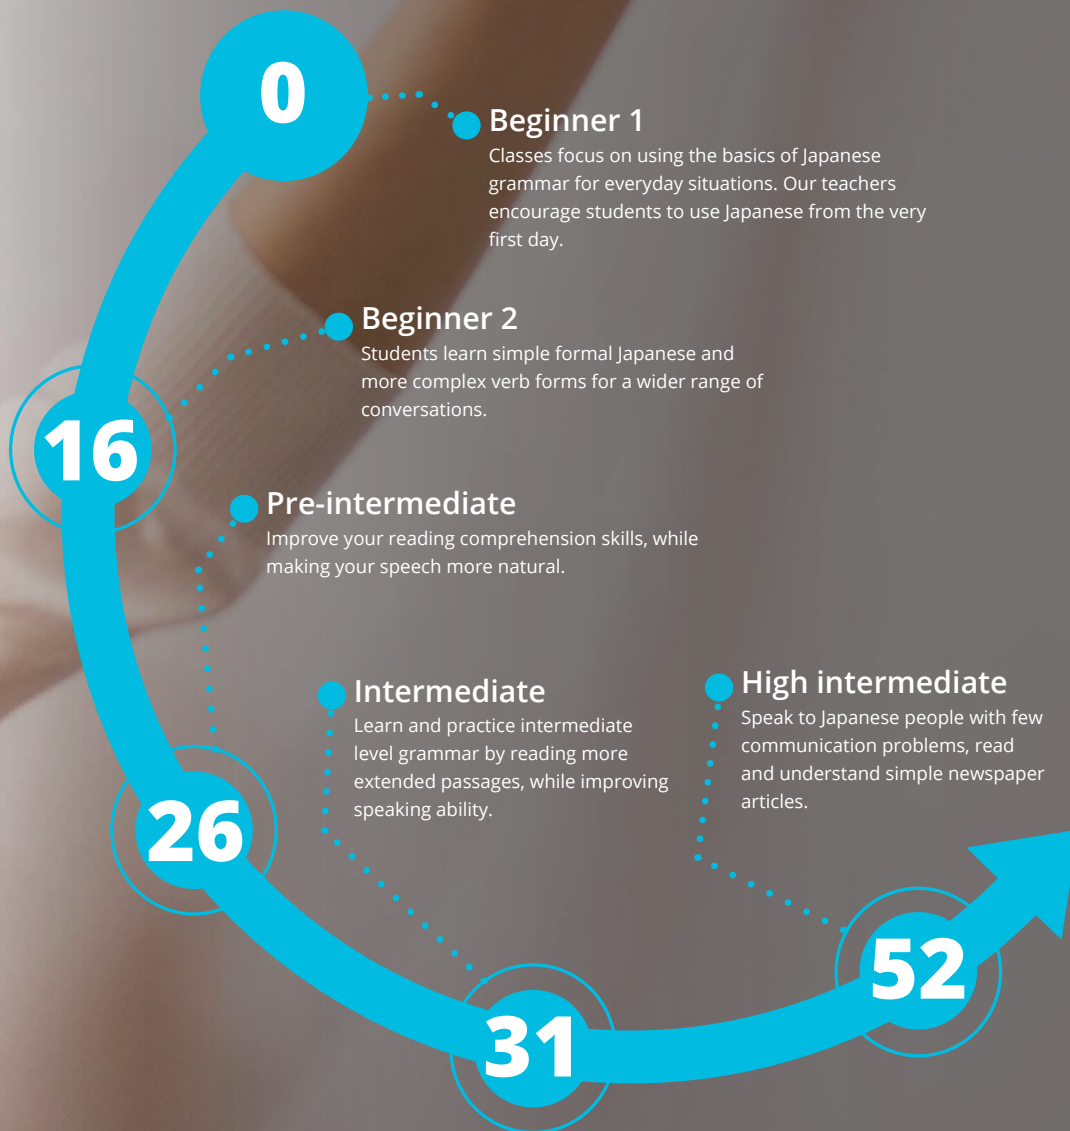 0
Beginner 1
Classes focus on using the basics of Japanese
grammar for everyday situations. Our teachers
encourage students to use Japanese from the very
first day.
Beginner 2
Students learn simple formal Japanese and
more complex verb forms for a wider range of
conversations.
16
Pre-intermediate
Improve your reading comprehension skills, while
making your speech more natural.
26
Intermediate
Learn and practice intermediate
level grammar by reading more
extended passages, while improving
speaking ability.
31
High intermediate
Speak to Japanese people with few
communication problems, read
and understand simple newspaper
articles.
52